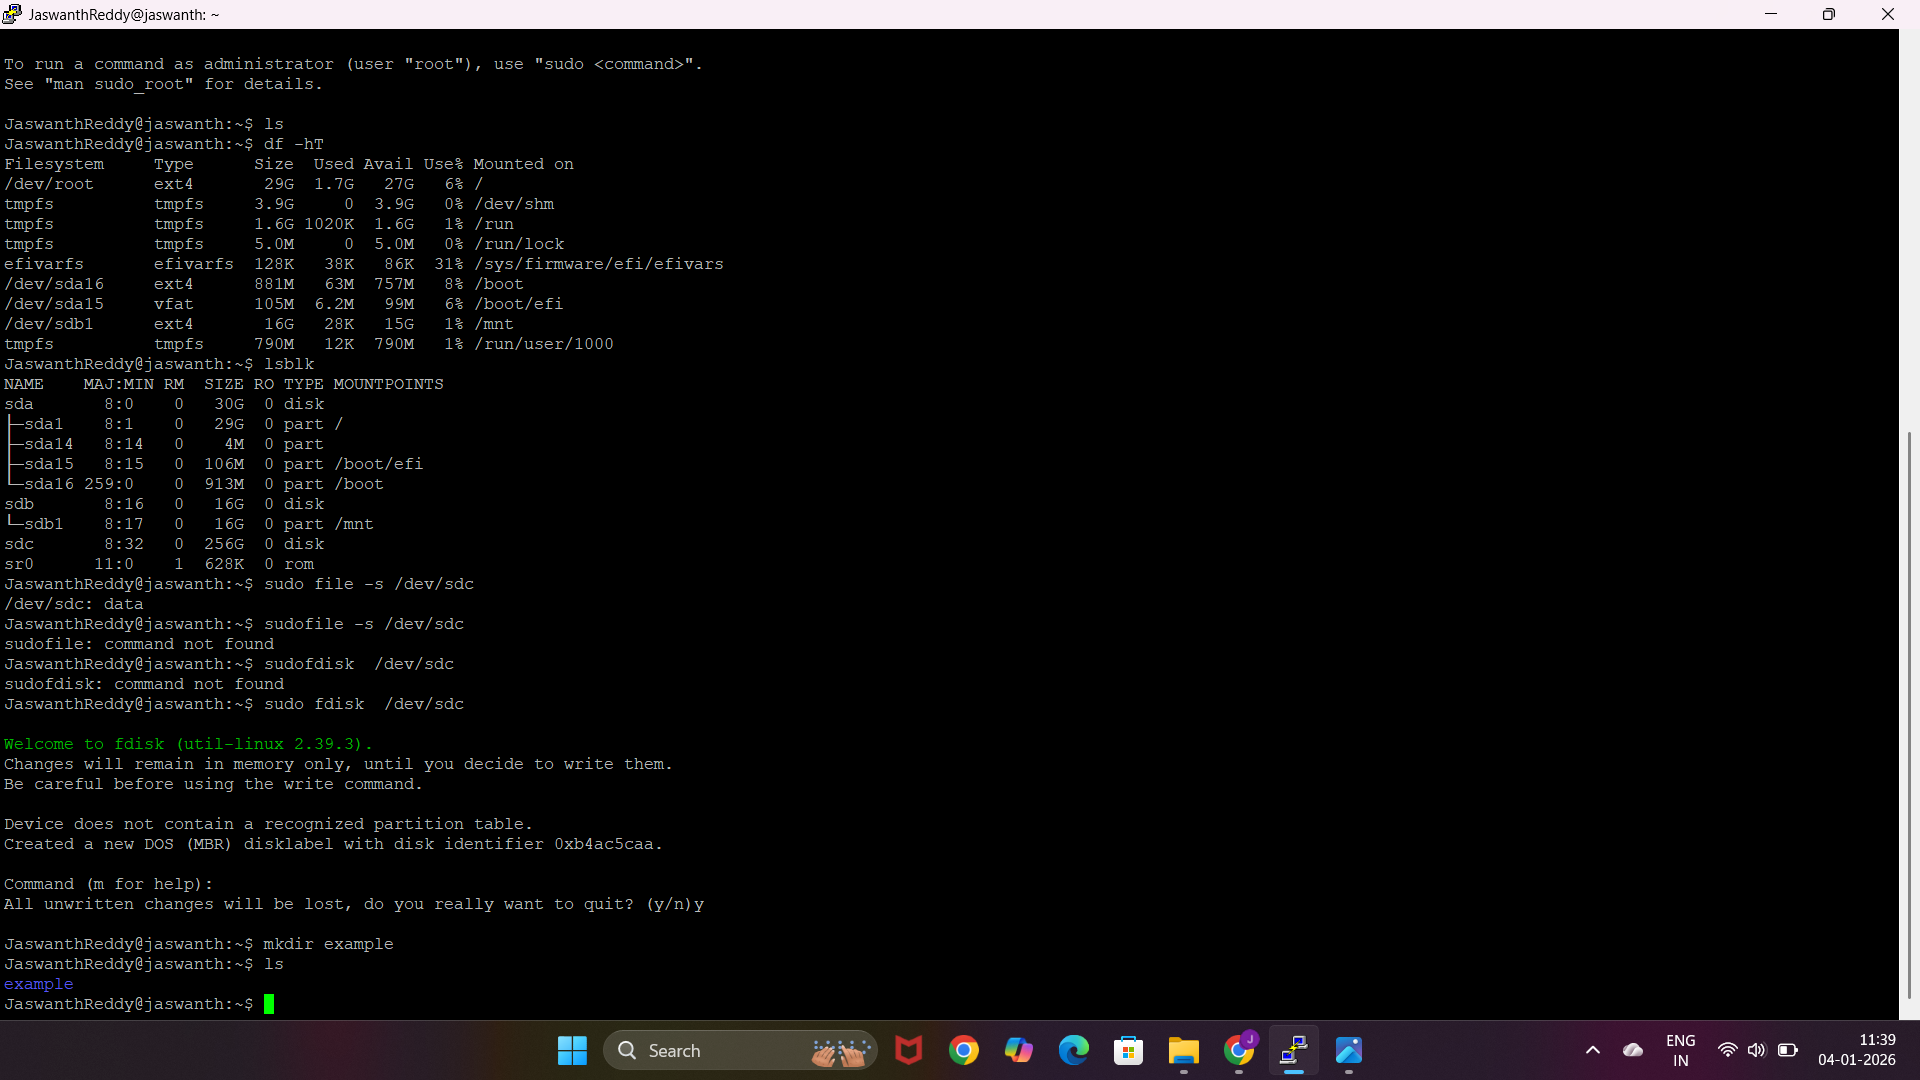 JaswanthReddy@jaswanth: ~
To run a command as administrator (user "root"), use "sudo <command>".
See "man sudo_root" for details.
JaswanthReddy@jaswanth:~$ ls
JaswanthReddy@jaswanth:~$ df -hT
Filesystem     Type      Size  Used Avail Use% Mounted on
/dev/root      ext4       29G  1.7G   27G   6% /
tmpfs          tmpfs     3.9G     0  3.9G   0% /dev/shm
tmpfs          tmpfs     1.6G 1020K  1.6G   1% /run
tmpfs          tmpfs     5.0M     0  5.0M   0% /run/lock
efivarfs       efivarfs  128K   38K   86K  31% /sys/firmware/efi/efivars
/dev/sda16     ext4      881M   63M  757M   8% /boot
/dev/sda15     vfat      105M  6.2M   99M   6% /boot/efi
/dev/sdb1      ext4       16G   28K   15G   1% /mnt
tmpfs          tmpfs     790M   12K  790M   1% /run/user/1000
JaswanthReddy@jaswanth:~$ lsblk
NAME    MAJ:MIN RM   SIZE RO TYPE MOUNTPOINTS
sda       8:0    0    30G  0 disk
├─sda1    8:1    0    29G  0 part /
├─sda14   8:14   0     4M  0 part
├─sda15   8:15   0   106M  0 part /boot/efi
└─sda16 259:0    0   913M  0 part /boot
sdb       8:16   0    16G  0 disk
└─sdb1    8:17   0    16G  0 part /mnt
sdc       8:32   0   256G  0 disk
sr0      11:0    1   628K  0 rom
JaswanthReddy@jaswanth:~$ sudo file -s /dev/sdc
/dev/sdc: data
JaswanthReddy@jaswanth:~$ sudofile -s /dev/sdc
sudofile: command not found
JaswanthReddy@jaswanth:~$ sudofdisk  /dev/sdc
sudofdisk: command not found
JaswanthReddy@jaswanth:~$ sudo fdisk  /dev/sdc
Welcome to fdisk (util-linux 2.39.3).
Changes will remain in memory only, until you decide to write them.
Be careful before using the write command.
Device does not contain a recognized partition table.
Created a new DOS (MBR) disklabel with disk identifier 0xb4ac5caa.
Command (m for help):
All unwritten changes will be lost, do you really want to quit? (y/n)y
JaswanthReddy@jaswanth:~$ mkdir example
JaswanthReddy@jaswanth:~$ ls
example
JaswanthReddy@jaswanth:~$
Search
J
ENG
IN
11:39
04-01-2026